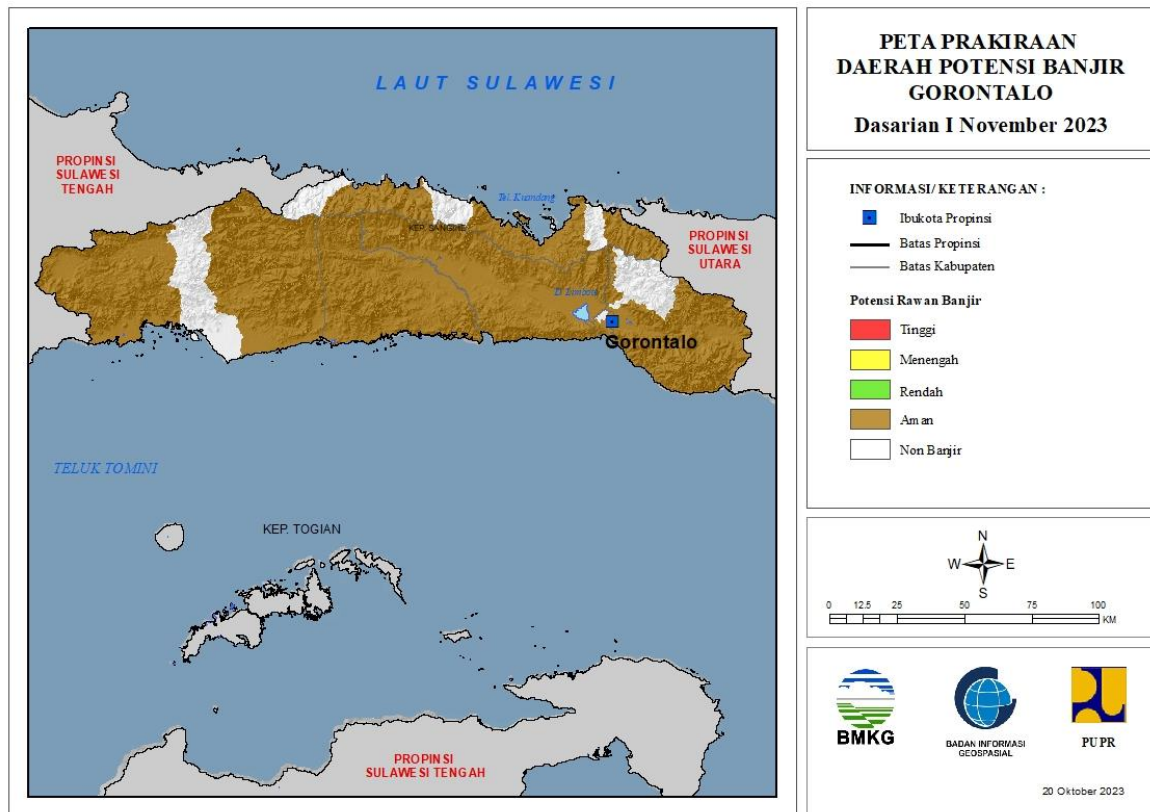 LAUT SULAWESI
PROPINSI
SULAWESI
TENGAH
Tel. Kuandang
KEP. SANGIHE
PROPINSI
SULAWESI
UTARA
Gorontalo
TELUK TOMINI
KEP. TOGIAN
PROPINSI
SULAWESI TENGAH
PETA PRAKIRAAN
DAERAH POTENSI BANJIR
GORONTALO
Dasarian I November 2023
INFORMASI/ KETERANGAN :
Ibukota Propinsi
Batas Propinsi
Batas Kabupaten
Potensi Rawan Banjir
Tinggi
Menengah
Rendah
Aman
Non Banjir
N
W E
S
0 12.5 25 50 75 100
KM
BMKG
BADAN INFORMASI
GEOSPASIAL
PUPR
20 Oktober 2023